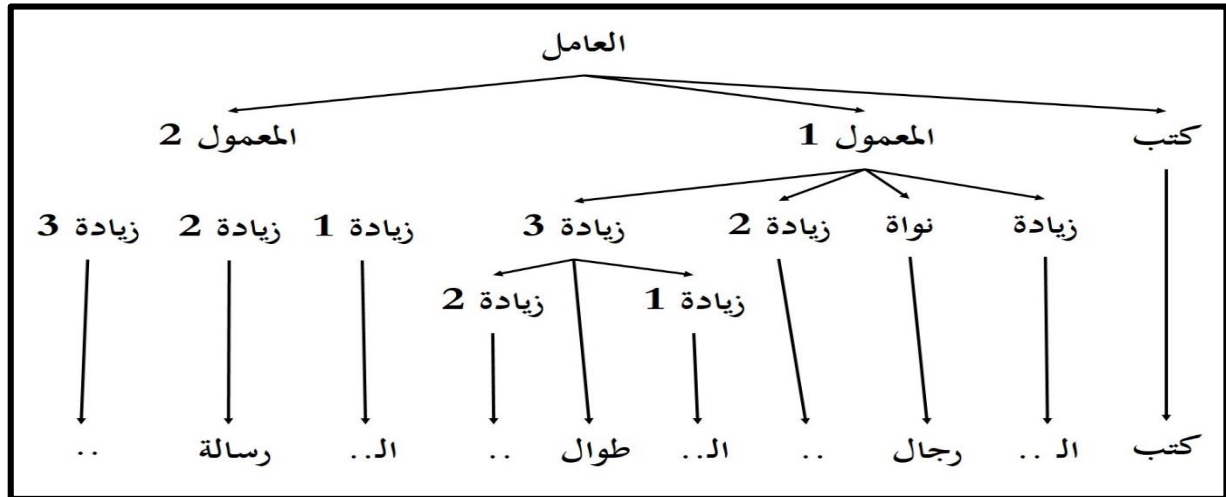 العامل
كتب المعمول 1 المعمول 2
زيادة نواة زيادة 2 زيادة 3 زيادة 1 زيادة 2 زيادة 3
زيادة 1 زيادة 2
كتب الـ .. رجال .. الـ.. طوال .. الـ.. رسالة ..